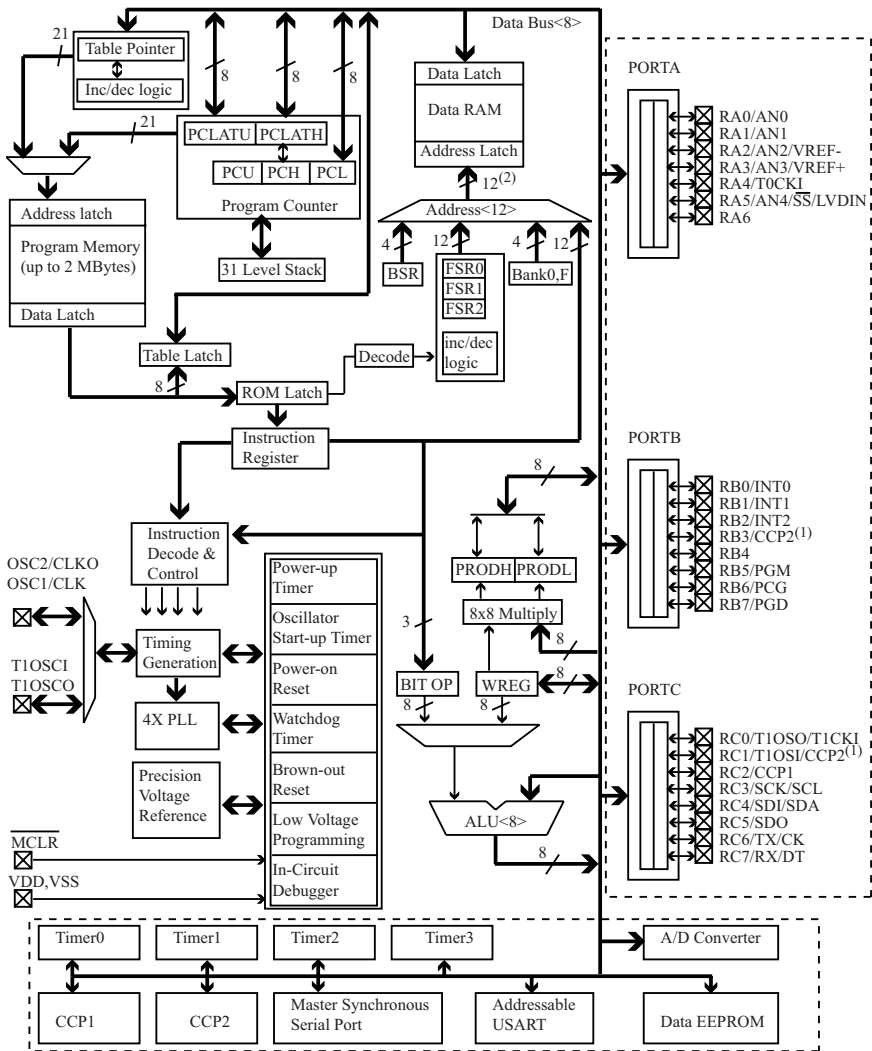 Data Bus<8>
21
Table Pointer
Inc/dec logic
8
8
8
21
PCLATU
PCLATH
PCU
PCH
PCL
Program Counter
31 Level Stack
Address latch
Program Memory
(up to 2 MBytes)
Data Latch
Table Latch
8
ROM Latch
Instruction
Register
Decode
Data Latch
Data RAM
Address Latch
12(2)
Address<12>
4
12
4
12
BSR
FSR0
FSR1
FSR2
inc/dec
logic
Bank0,F
Instruction
Decode &
Control
OSC2/CLKO
OSC1/CLK
T1OSCI
T1OSCO
Timing
Generation
4X PLL
Precision
Voltage
Reference
MCLR
VDD,VSS
Power-up
Timer
Oscillator
Start-up Timer
Power-on
Reset
Watchdog
Timer
Brown-out
Reset
Low Voltage
Programming
In-Circuit
Debugger
8
PRODH
PRODL
8x8 Multiply
8
3
BIT OP
WREG
8
8
8
ALU<8>
8
PORTA
RA0/AN0
RA1/AN1
RA2/AN2/VREF-
RA3/AN3/VREF+
RA4/T0CKI
RA5/AN4/SS/LVDIN
RA6
PORTB
RB0/INT0
RB1/INT1
RB2/INT2
RB3/CCP2(1)
RB4
RB5/PGM
RB6/PCG
RB7/PGD
PORTC
RC0/T1OSO/T1CKI
RC1/T1OSI/CCP2(1)
RC2/CCP1
RC3/SCK/SCL
RC4/SDI/SDA
RC5/SDO
RC6/TX/CK
RC7/RX/DT
Timer0
Timer1
Timer2
Timer3
A/D Converter
CCP1
CCP2
Master Synchronous
Serial Port
Addressable
USART
Data EEPROM